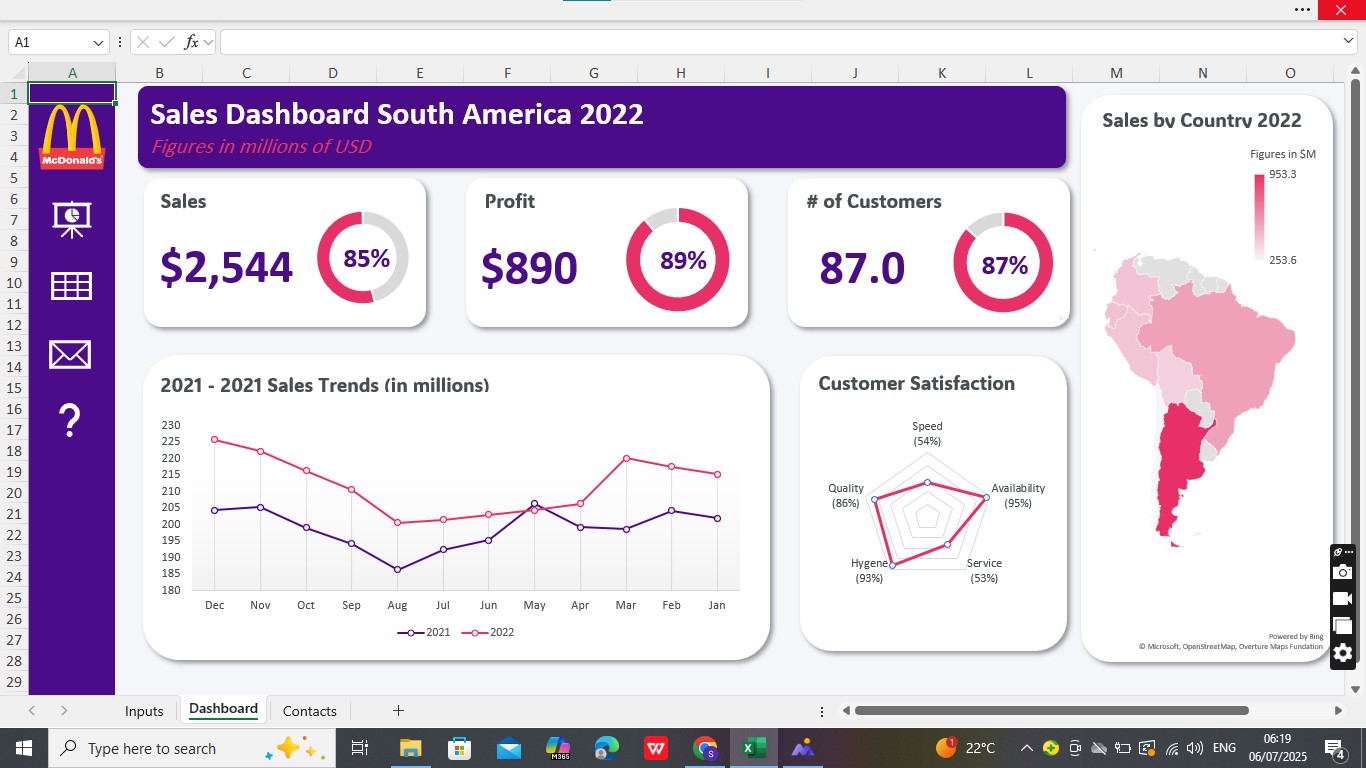 A1
fx
A B C D E F G H I J K L M N O
1
2
3
4
5
6
7
8
9
10
11
12
13
14
15
16
17
18
19
20
21
22
23
24
25
26
27
28
29
McDonald's
?
Sales Dashboard South America 2022
Figures in millions of USD
Sales
$2,544
85%
Profit
$890
89%
# of Customers
87.0
87%
2021 - 2021 Sales Trends (in millions)
230
225
220
215
210
205
200
195
190
185
180
Dec Nov Oct Sep Aug Jul Jun May Apr Mar Feb Jan
2021 2022
Customer Satisfaction
Speed
(54%)
Quality
(86%)
Availability
(95%)
Hygene
(93%)
Service
(53%)
Sales by Country 2022
Figures in $M
953.3
253.6
Powered by Bing
© Microsoft, OpenStreetMap, Overture Maps Fundation
Inputs Dashboard Contacts +
Type here to search
M365
W
S
1
22°C
ENG
06:19
06/07/2025
4